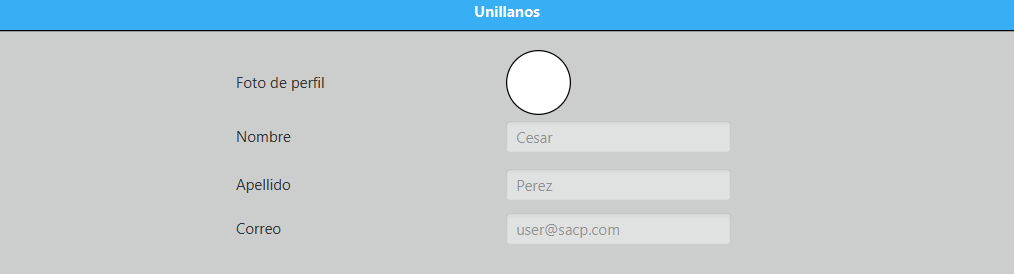 Unillanos
Foto de perfil
Nombre Cesar
Apellido Perez
Correo user@sacp.com